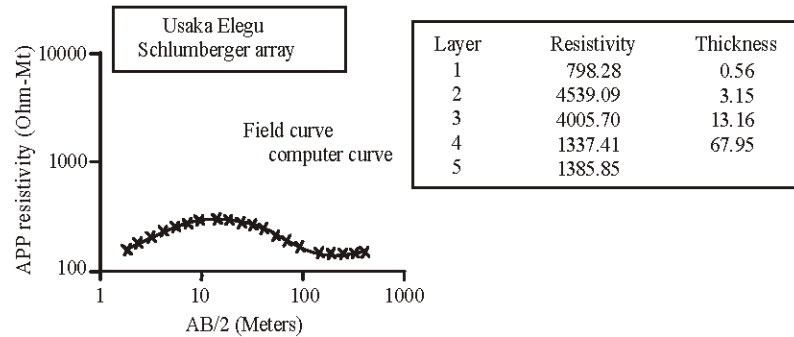 Usaka Elegu
Schlumberger array
APP resistivity (Ohm-Mt)
10000
1000
100
Field curve
computer curve
1
10
100
1000
AB/2 (Meters)
Layer Resistivity Thickness
1 798.28 0.56
2 4539.09 3.15
3 4005.70 13.16
4 1337.41 67.95
5 1385.85